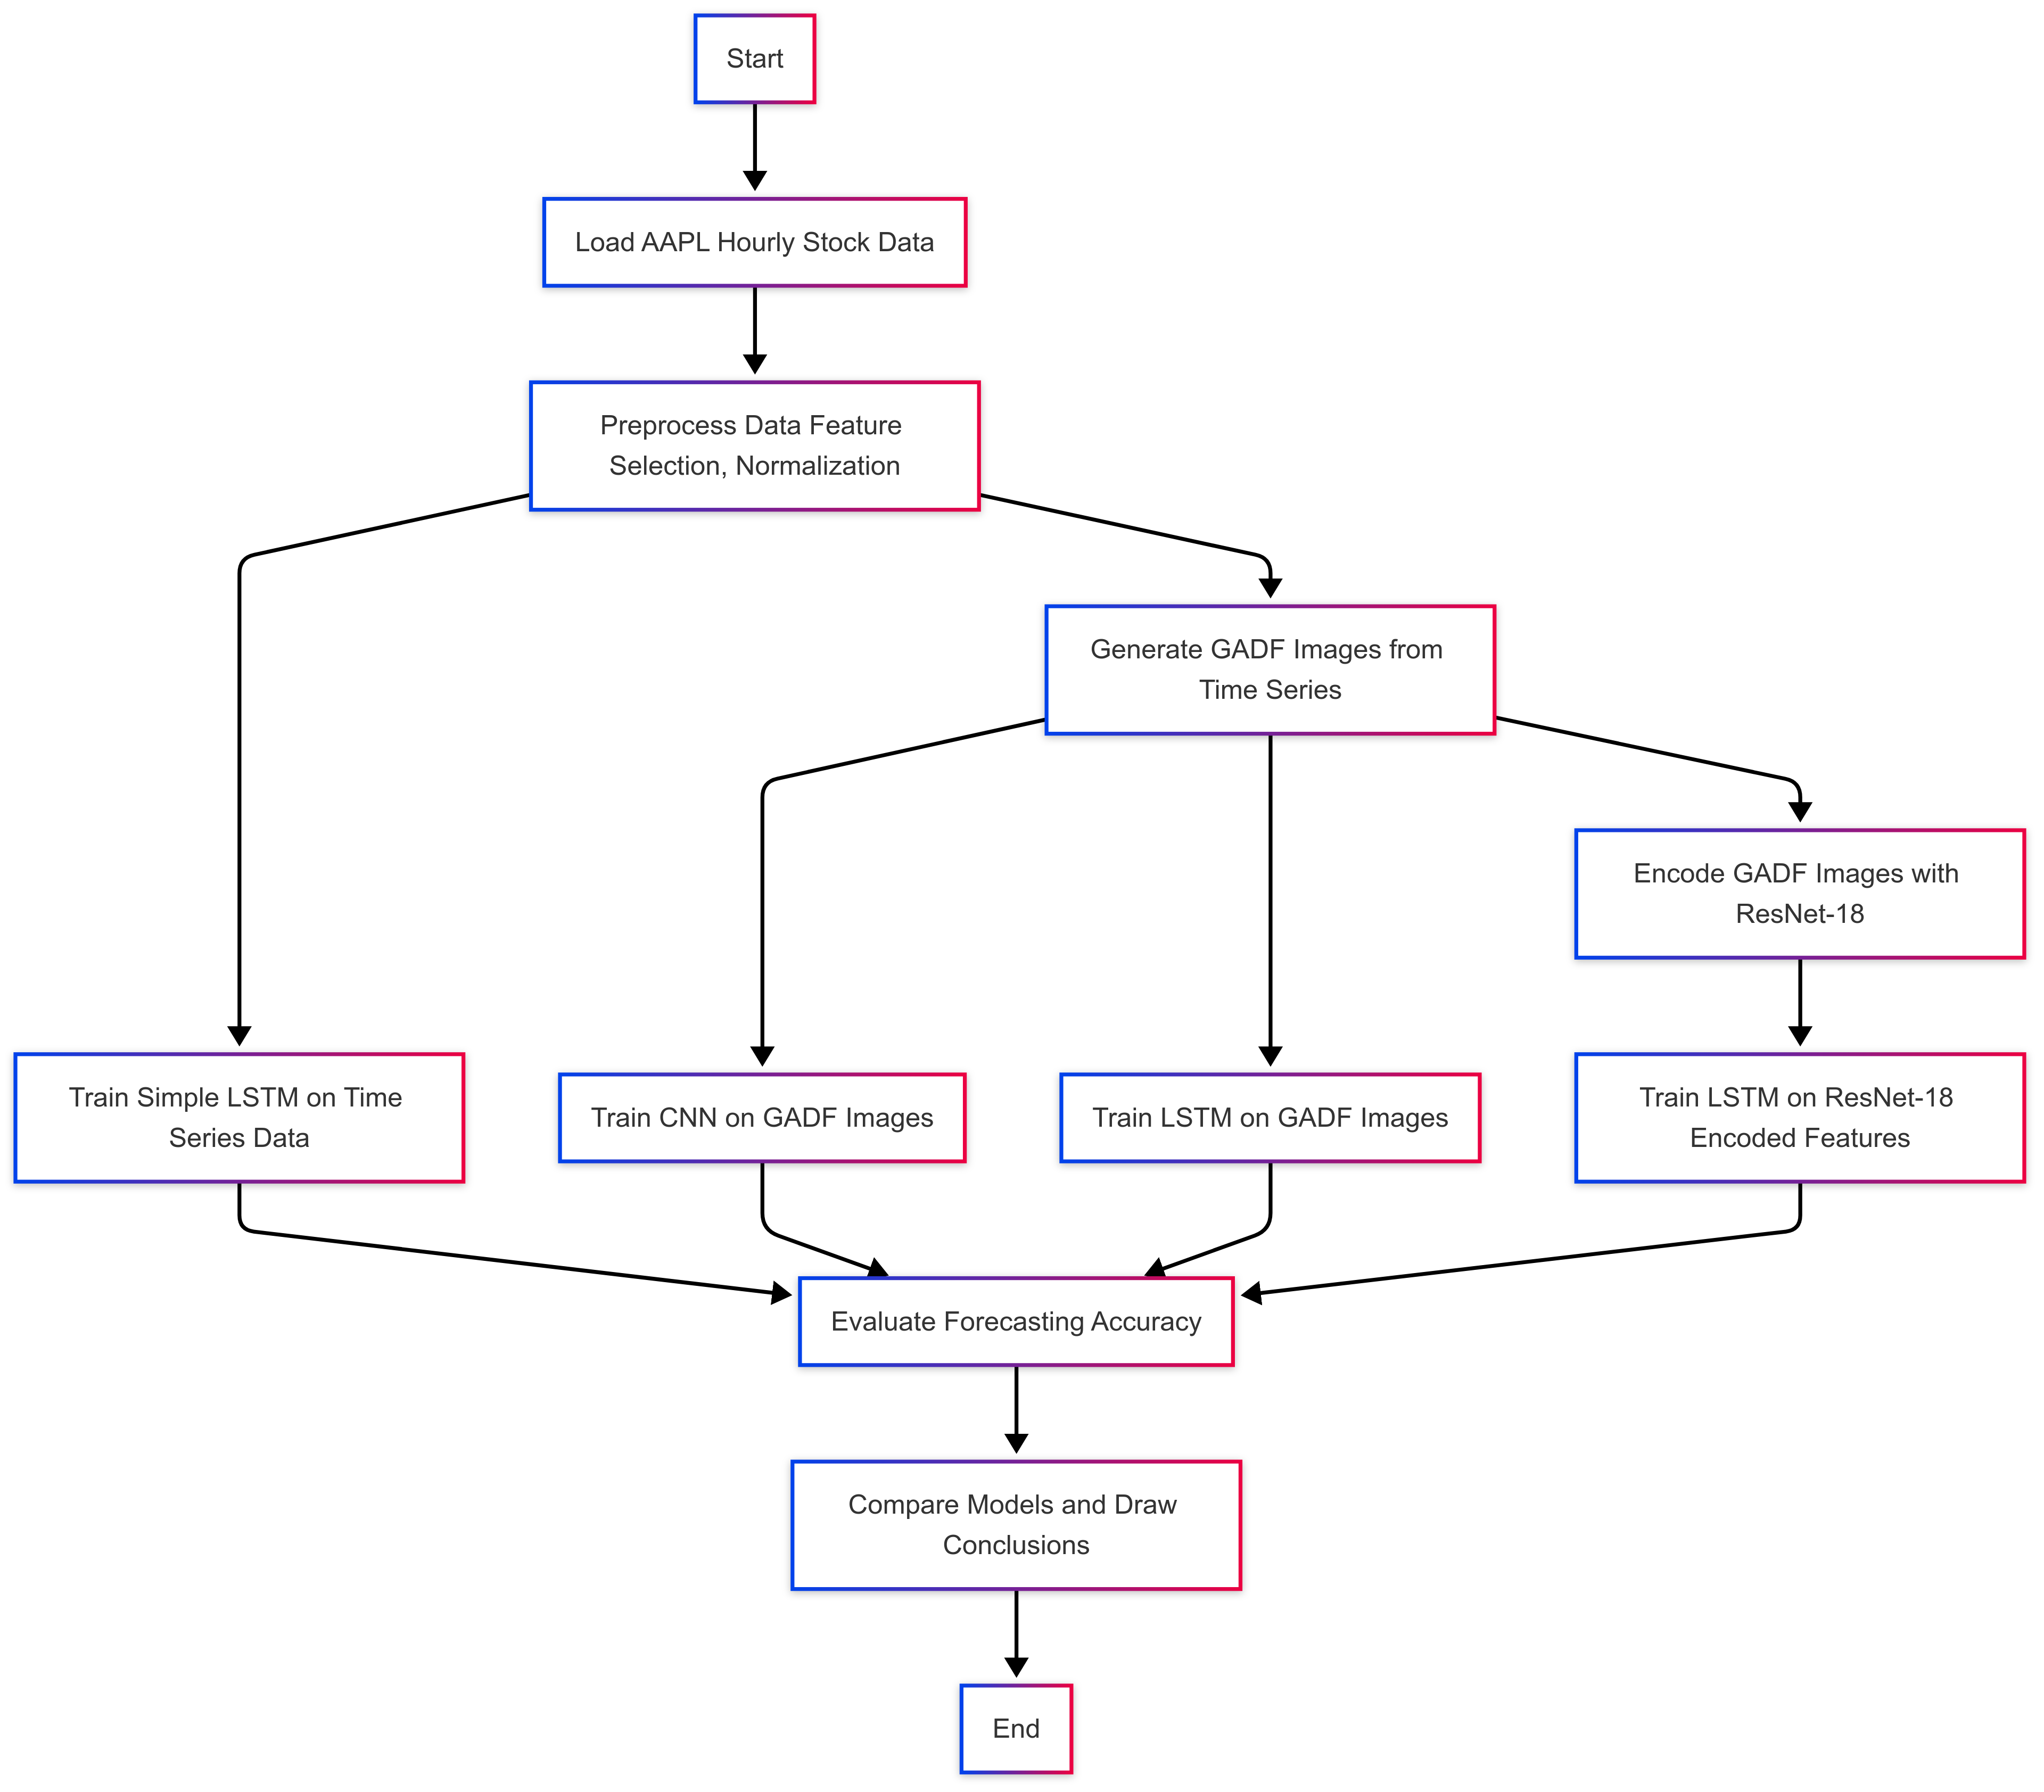 Start
Load AAPL Hourly Stock Data
Preprocess Data Feature
Selection, Normalization
Generate GADF Images from
Time Series
Encode GADF Images with
ResNet-18
Train Simple LSTM on Time
Series Data
Train CNN on GADF Images
Train LSTM on GADF Images
Train LSTM on ResNet-18
Encoded Features
Evaluate Forecasting Accuracy
Compare Models and Draw
Conclusions
End